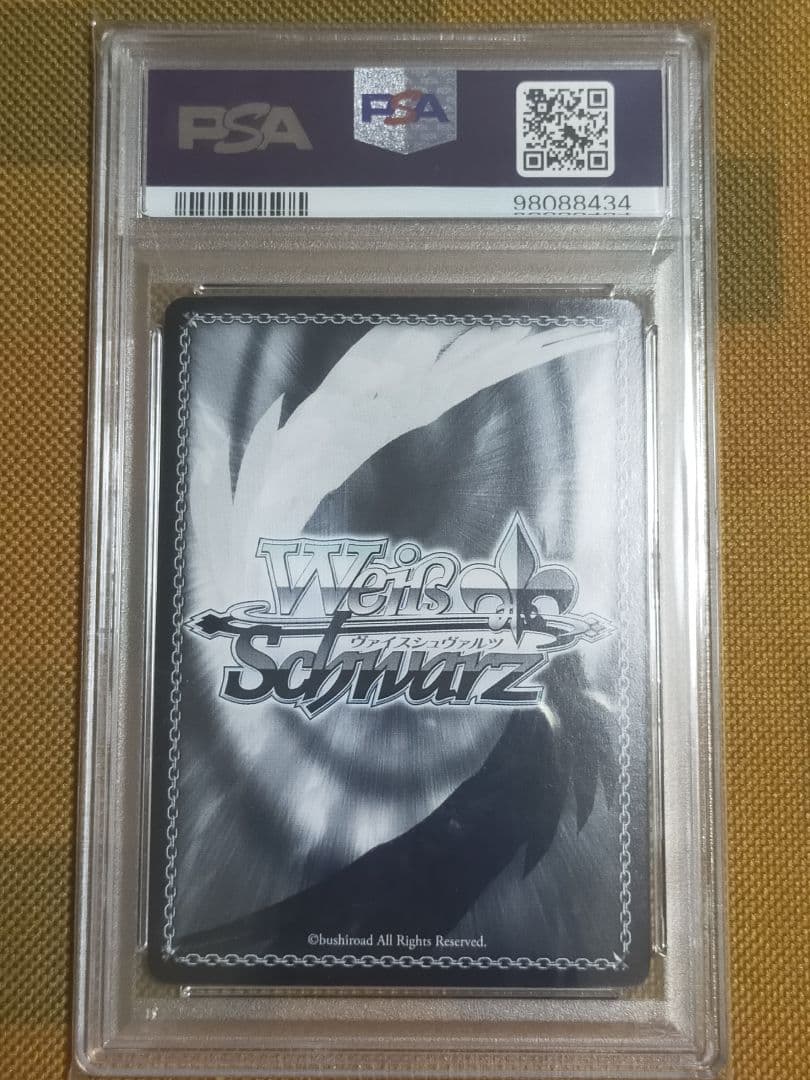 PSA
PSA
98088434
Weiß
ヴァイスシュヴァルツ
Schwarz
©bushiroad All Rights Reserved.